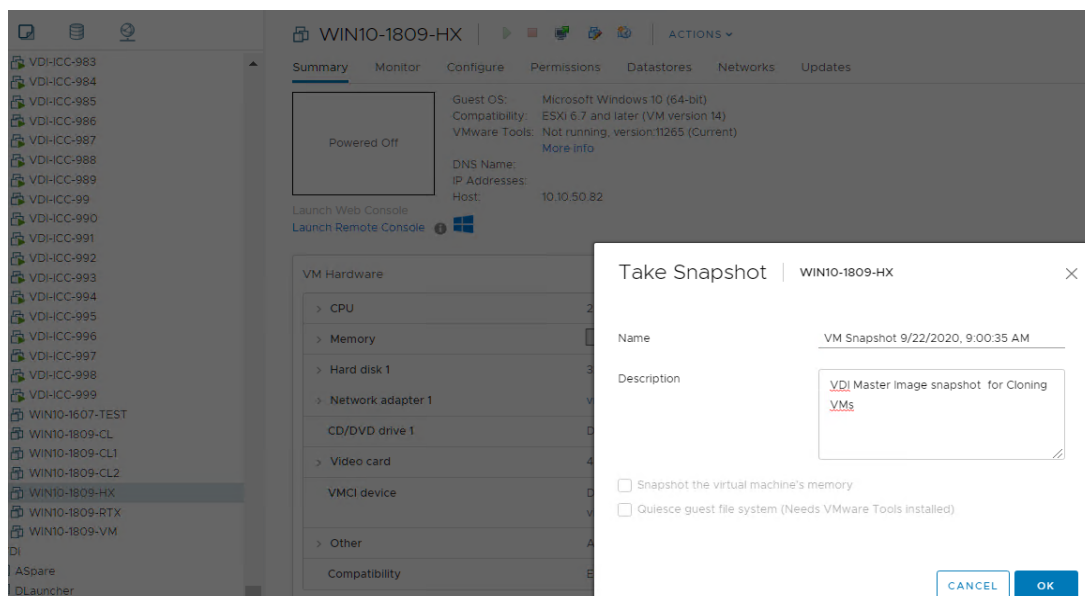 VDI-ICC-983
VDI-ICC-984
VDI-ICC-985
VDI-ICC-986
VDI-ICC-987
VDI-ICC-988
VDI-ICC-989
VDI-ICC-99
VDI-ICC-990
VDI-ICC-991
VDI-ICC-992
VDI-ICC-993
VDI-ICC-994
VDI-ICC-995
VDI-ICC-996
VDI-ICC-997
VDI-ICC-998
VDI-ICC-999
WIN10-1607-TEST
WIN10-1809-CL
WIN10-1809-CL1
WIN10-1809-CL2
WIN10-1809-HX
WIN10-1809-RTX
WIN10-1809-VM
DI
ASpare
DLauncher
WIN10-1809-HX
ACTIONS
Summary Monitor Configure Permissions Datastores Networks Updates
Powered Off
Guest OS: Microsoft Windows 10 (64-bit)
Compatibility: ESXi 6.7 and later (VM version 14)
VMware Tools: Not running, version:11265 (Current)
More info
DNS Name:
IP Addresses:
Host: 10.10.50.82
Launch Web Console
Launch Remote Console
VM Hardware
CPU 2
Memory
Hard disk 1 3
Network adapter 1 v
CD/DVD drive 1 D
Video card 4
VMCI device D
v
Other A
Compatibility E
Take Snapshot WIN10-1809-HX
Name VM Snapshot 9/22/2020, 9:00:35 AM
Description VDI Master Image snapshot for Cloning
VMs
Snapshot the virtual machine's memory
Quiesce guest file system (Needs VMware Tools installed)
CANCEL OK